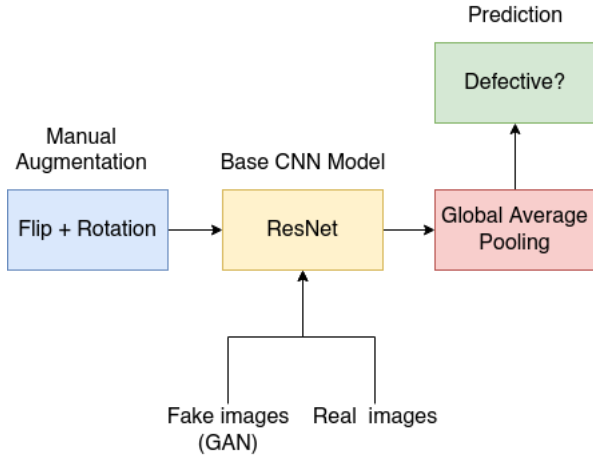 Prediction
Defective?
Manual
Augmentation
Base CNN Model
Flip + Rotation
ResNet
Global Average
Pooling
Fake images
(GAN)
Real images